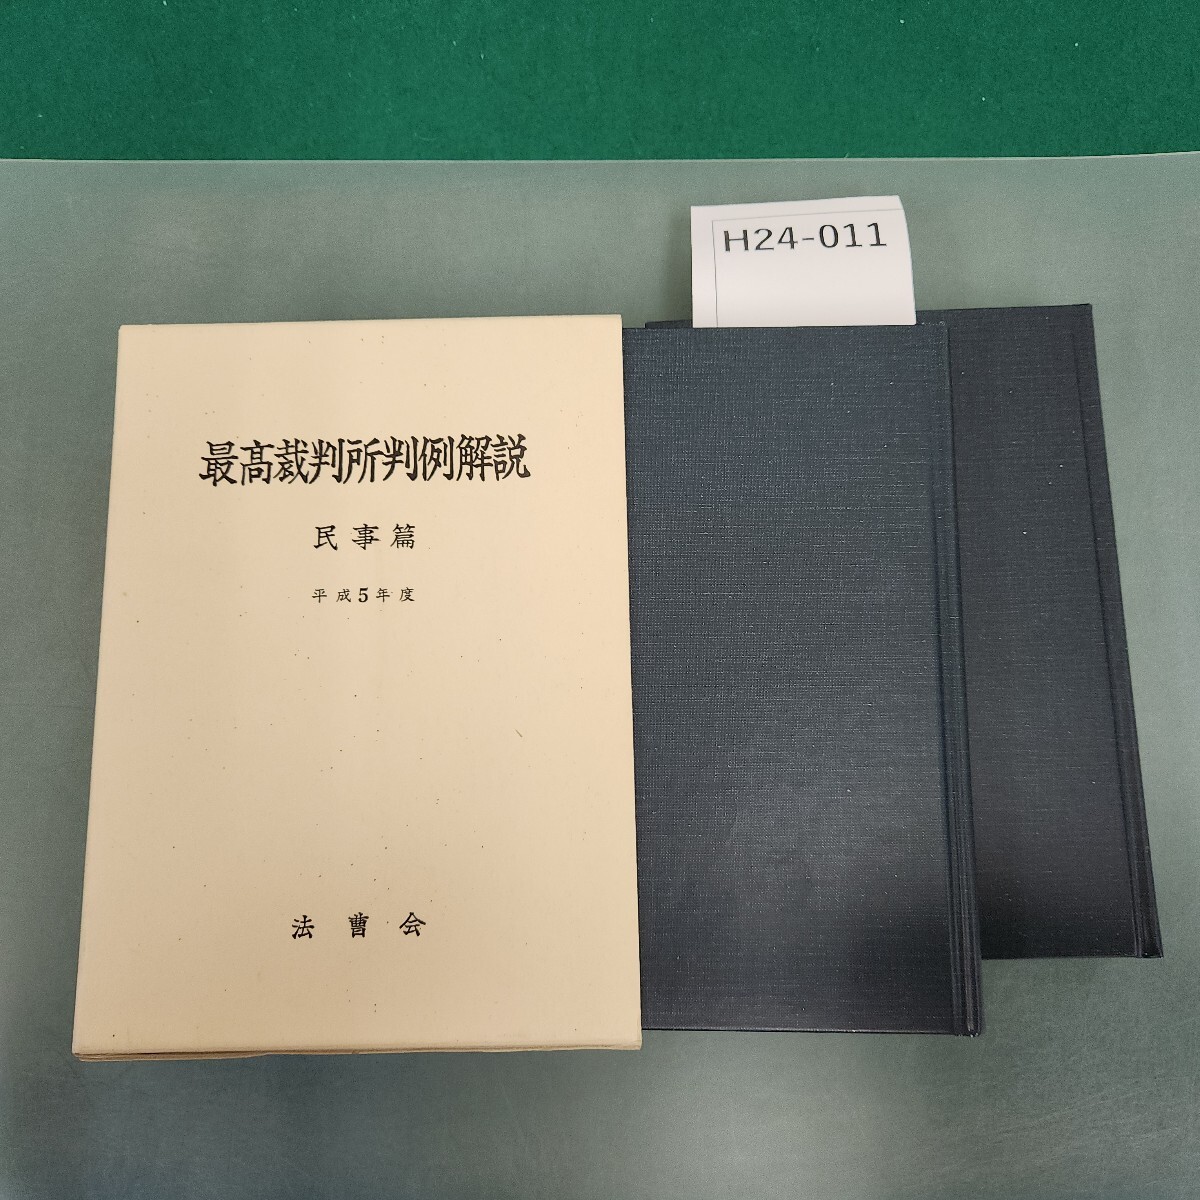 H24-011
最高裁判所判例解説
民事篇
平成5年度
法曹会